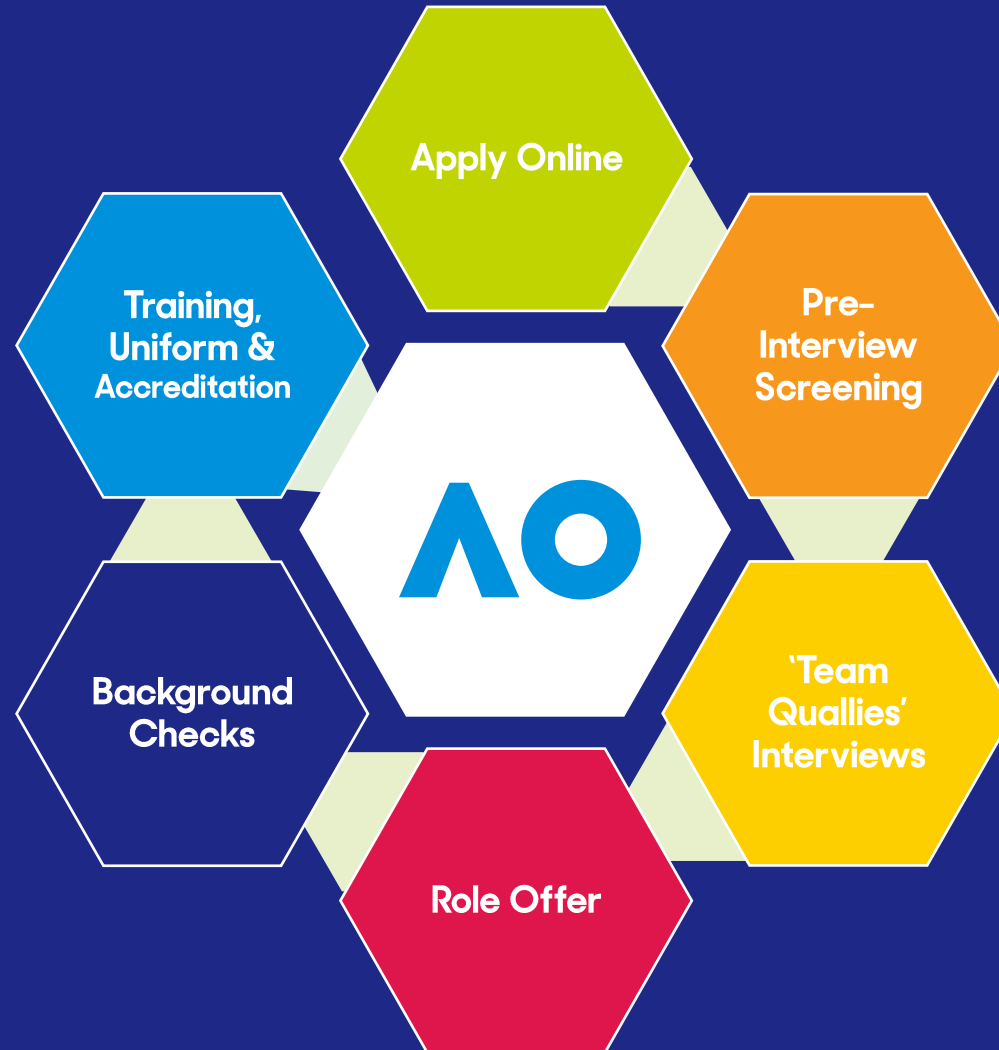 Apply Online
Pre-
Interview
Screening
‘Team
Quallies’
Interviews
Role Offer
Background
Checks
Training,
Uniform &
Accreditation
AO